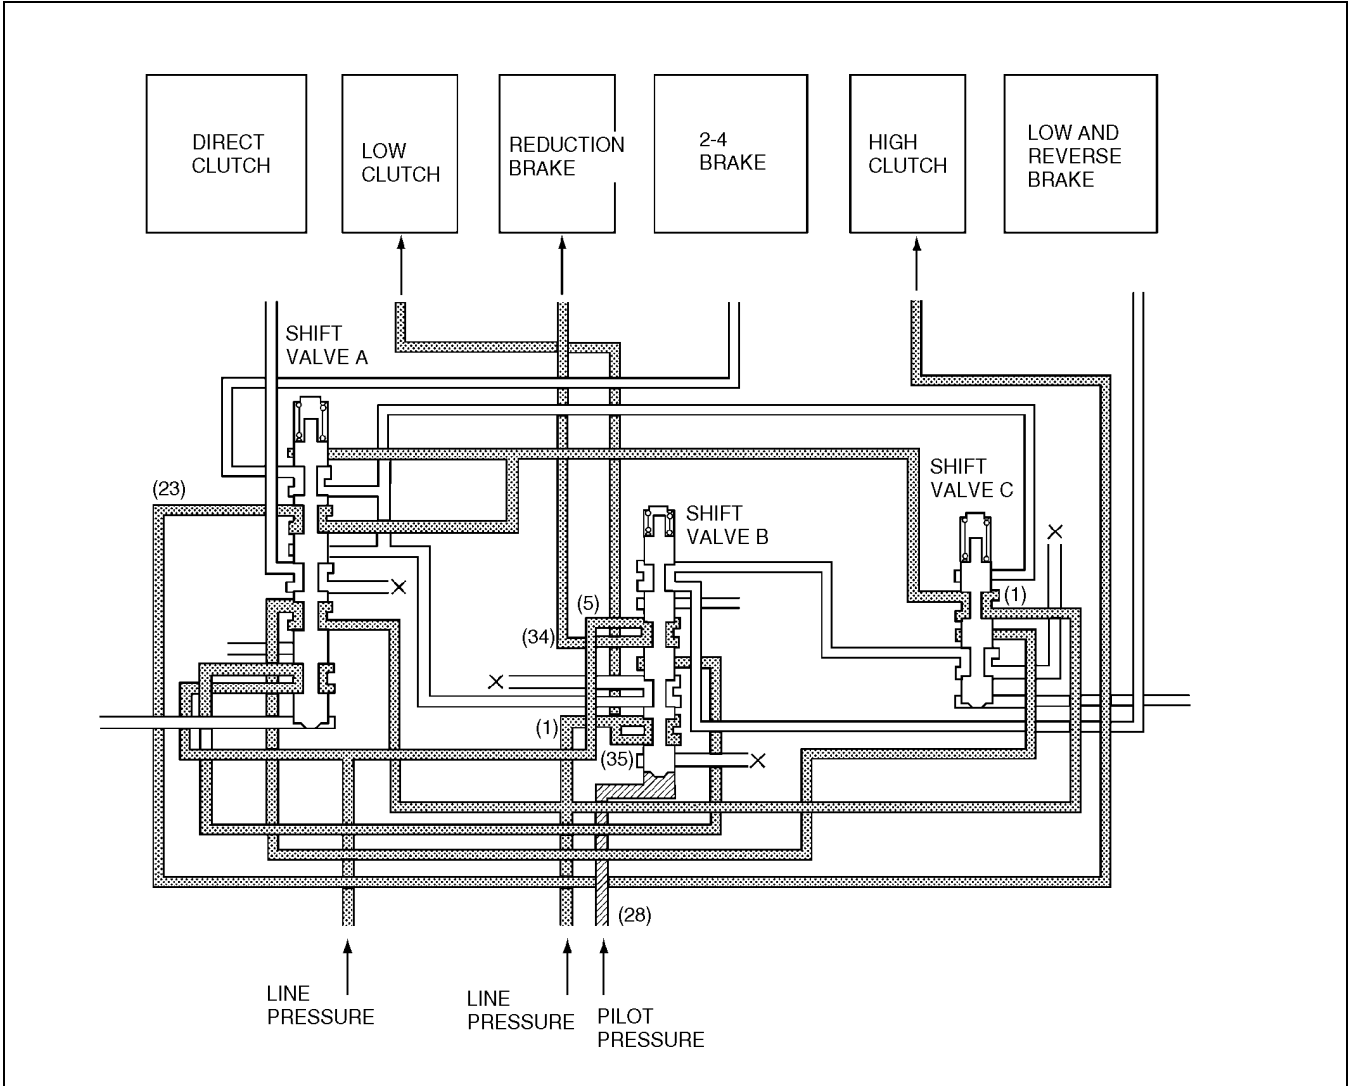 DIRECT
CLUTCH
LOW
CLUTCH
REDUCTION
BRAKE
2-4
BRAKE
HIGH
CLUTCH
LOW AND
REVERSE
BRAKE
SHIFT
VALVE A
(23)
SHIFT
VALVE B
SHIFT
VALVE C
(1)
(5)
(34)
(1)
(35)
(28)
LINE
PRESSURE
LINE
PRESSURE
PILOT
PRESSURE